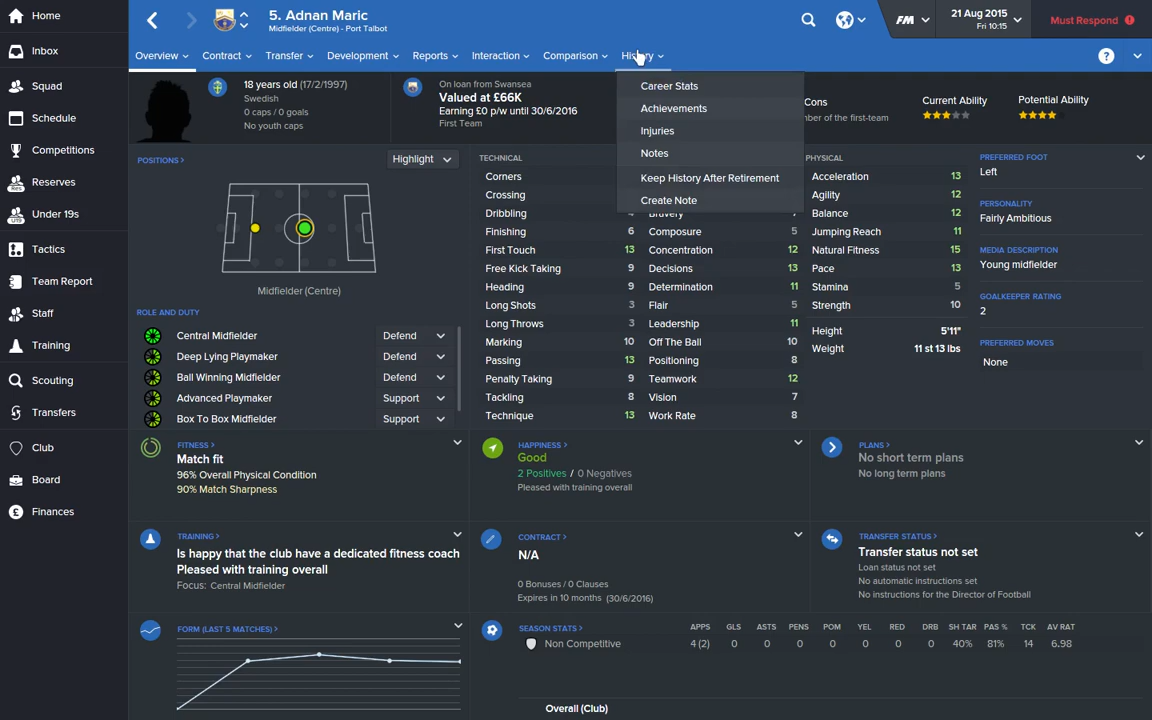 Home
Inbox
Squad
Schedule
Competitions
Res
Reserves
U19s
Under 19s
Tactics
Team Report
Staff
Training
Scouting
Transfers
Club
Board
Finances
5. Adnan Maric
Midfielder (Centre) - Port Talbot
FM
21 Aug 2015
Fri 10:15
Must Respond
Overview
Contract
Transfer
Development
Reports
Interaction
Comparison
History
?
Career Stats
Achievements
Injuries
Notes
Keep History After Retirement
Create Note
18 years old (17/2/1997)
Swedish
0 caps / 0 goals
No youth caps
On loan from Swansea
Valued at £66K
Earning £0 p/w until 30/6/2016
First Team
Cons
of the first-team
Current Ability
Potential Ability
POSITIONS >
Highlight
Midfielder (Centre)
ROLE AND DUTY
Central Midfielder Defend
Deep Lying Playmaker Defend
Ball Winning Midfielder Defend
Advanced Playmaker Support
Box To Box Midfielder Support
TECHNICAL
Corners
Crossing
Dribbling
Finishing 6
First Touch 13
Free Kick Taking 9
Heading 9
Long Shots 3
Long Throws 3
Marking 10
Passing 13
Penalty Taking 9
Tackling 8
Technique 13
Bravery
Composure 5
Concentration 12
Decisions 13
Determination 11
Flair 5
Leadership 11
Off The Ball 10
Positioning 8
Teamwork 12
Vision 7
Work Rate 8
PHYSICAL
Acceleration 13
Agility 12
Balance 12
Jumping Reach 11
Natural Fitness 15
Pace 13
Stamina 5
Strength 10
Height 5'11"
Weight 11 st 13 lbs
PREFERRED FOOT
Left
PERSONALITY
Fairly Ambitious
MEDIA DESCRIPTION
Young midfielder
GOALKEEPER RATING
2
PREFERRED MOVES
None
FITNESS >
Match fit
96% Overall Physical Condition
90% Match Sharpness
HAPPINESS >
Good
2 Positives / 0 Negatives
Pleased with training overall
PLANS >
No short term plans
No long term plans
TRAINING >
Is happy that the club have a dedicated fitness coach
Pleased with training overall
Focus: Central Midfielder
CONTRACT >
N/A
0 Bonuses / 0 Clauses
Expires in 10 months (30/6/2016)
TRANSFER STATUS >
Transfer status not set
Loan status not set
No automatic instructions set
No instructions for the Director of Football
FORM (LAST 5 MATCHES) >
SEASON STATS > APPS GLS ASTS PENS POM YEL RED DRB SH TAR PAS % TCK AV RAT
Non Competitive 4 (2) 0 0 0 0 0 0 0 40% 81% 14 6.98
Overall (Club)